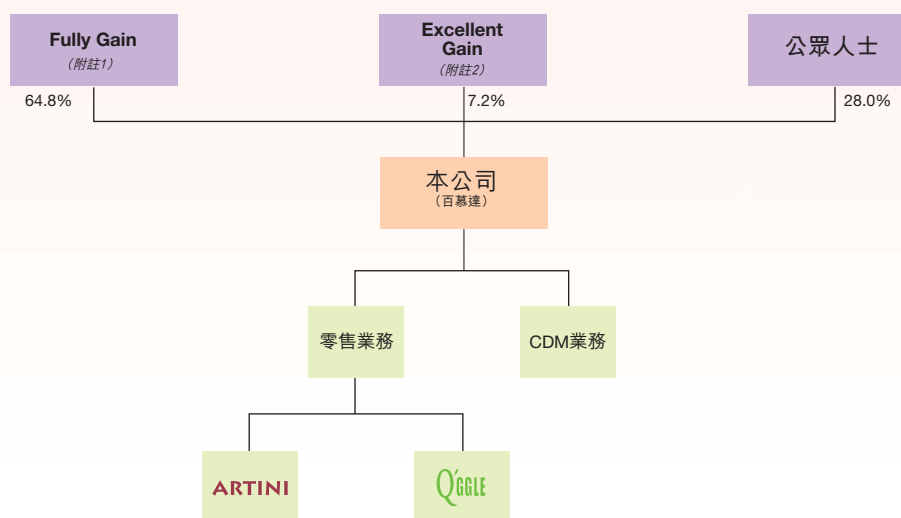 Fully Gain
（附註1）
Excellent
Gain
（附註2）
公眾人士
64.8%
7.2%
28.0%
本公司
（百慕達）
零售業務
CDM業務
ARTINI
Q'GGLE